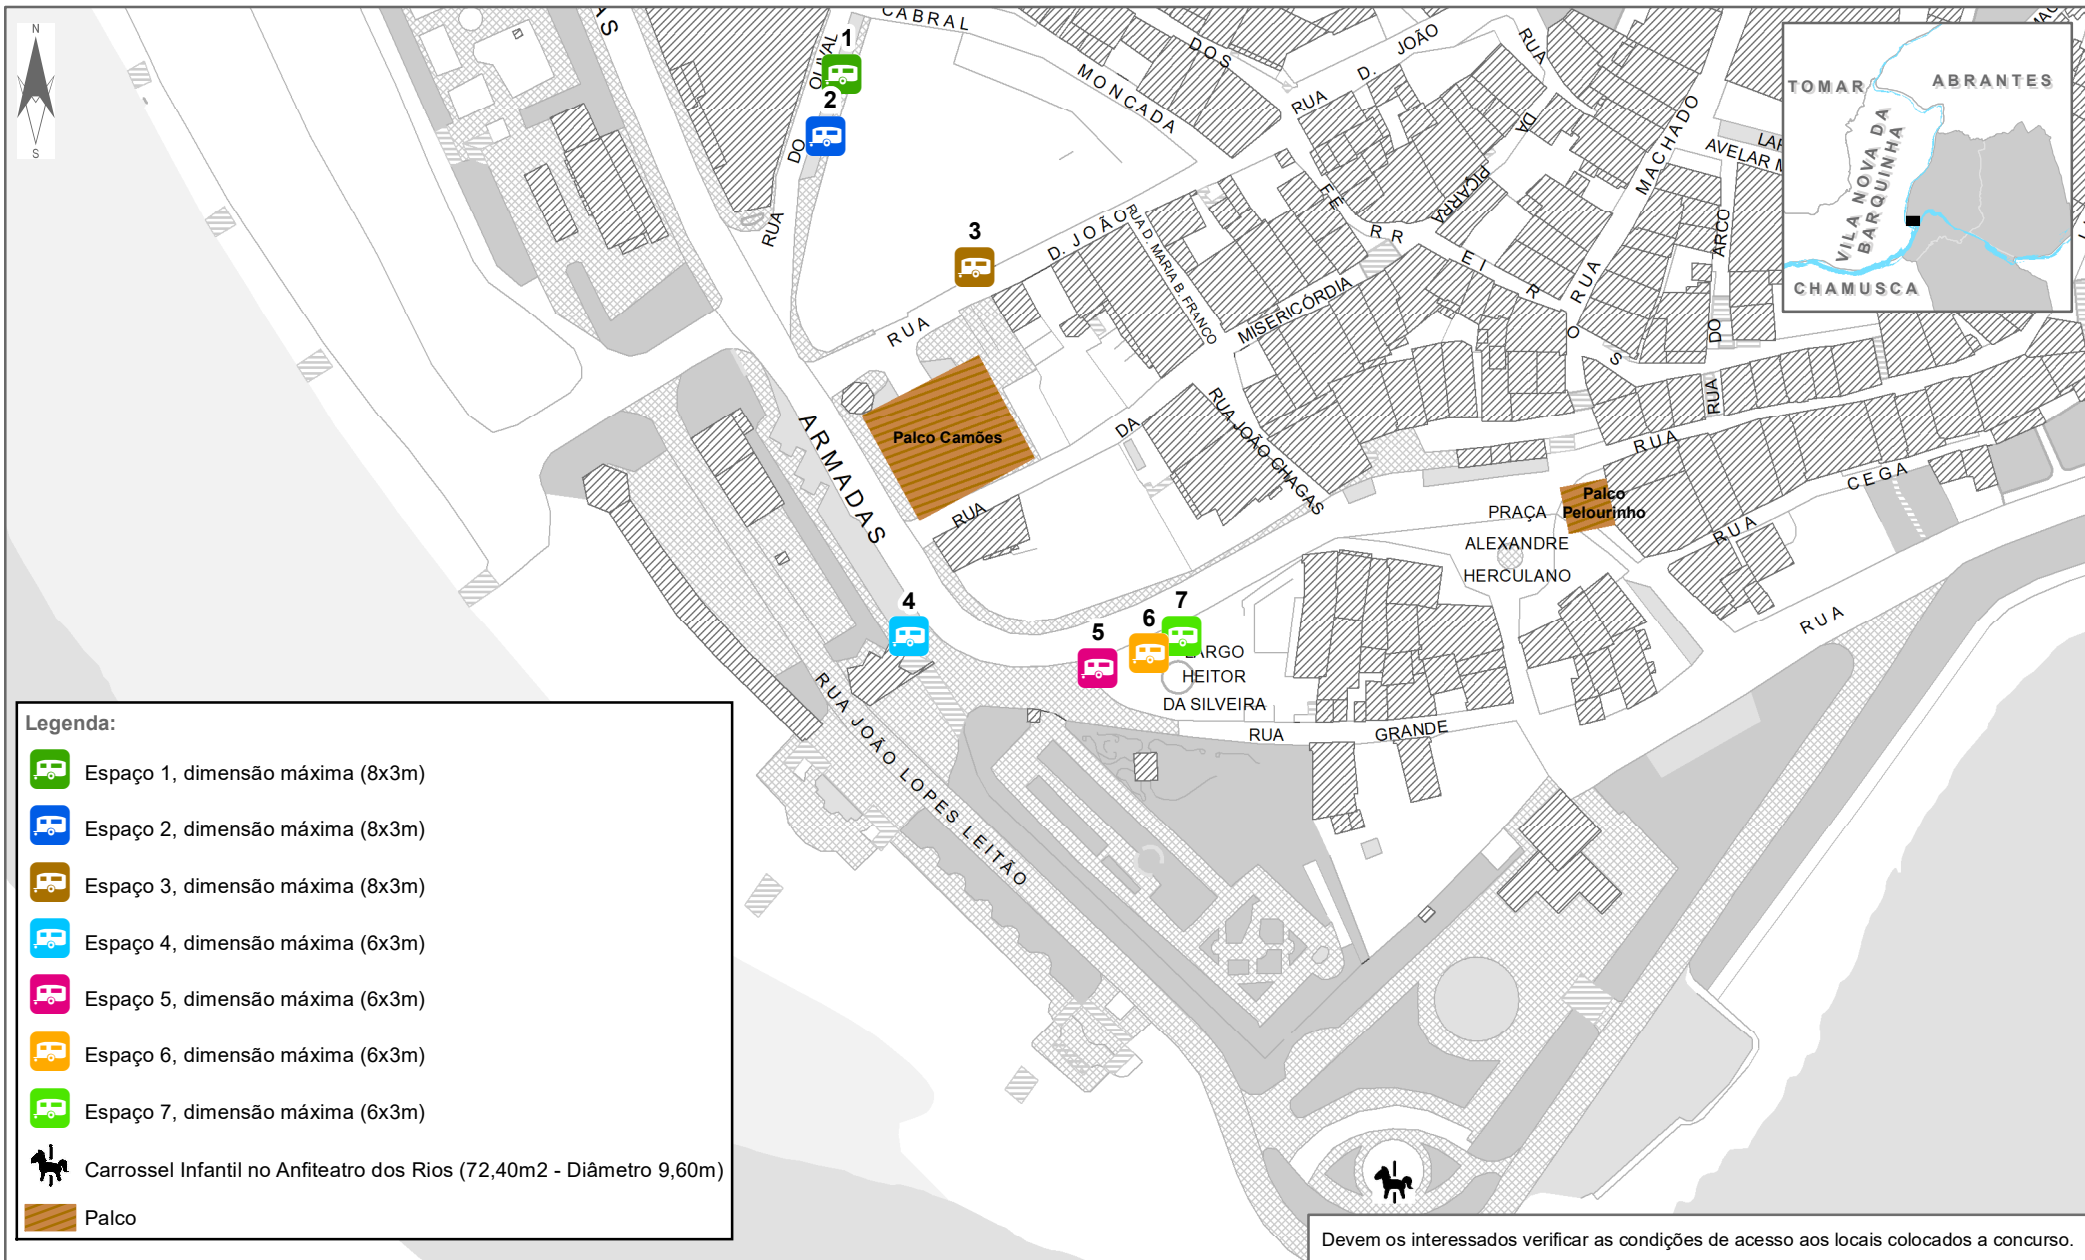 N
S
AS
CABRAL
1
OLIVAL
2
DO
RUA
MONCADA
DOS
RUA
D.
JOÃO
RUA
DA
PIÇARRA
MACHADO
RUA
AVELAR M
ARCO
DO
RUA
TOMAR
ABRANTES
VILA NOVA DA
BARQUINHA
CHAMUSCA
3
RUA
D. JOÃO
RUA D. MARIA B. FRANCO
FERREIROS
MISERICÓRDIA
DA
RUA
RUA JOÃO CHAGAS
Palco Camões
ARMADAS
RUA
CEGA
RUA
Palco
Pelourinho
PRAÇA
ALEXANDRE
HERCULANO
RUA
4
5
6
7
LARGO
HEITOR
DA SILVEIRA
RUA
GRANDE
RUA JOÃO LOPES LEITÃO
Legenda:
Espaço 1, dimensão máxima (8x3m)
Espaço 2, dimensão máxima (8x3m)
Espaço 3, dimensão máxima (8x3m)
Espaço 4, dimensão máxima (6x3m)
Espaço 5, dimensão máxima (6x3m)
Espaço 6, dimensão máxima (6x3m)
Espaço 7, dimensão máxima (6x3m)
Carrossel Infantil no Anfiteatro dos Rios (72,40m2 - Diâmetro 9,60m)
Palco
Devem os interessados verificar as condições de acesso aos locais colocados a concurso.